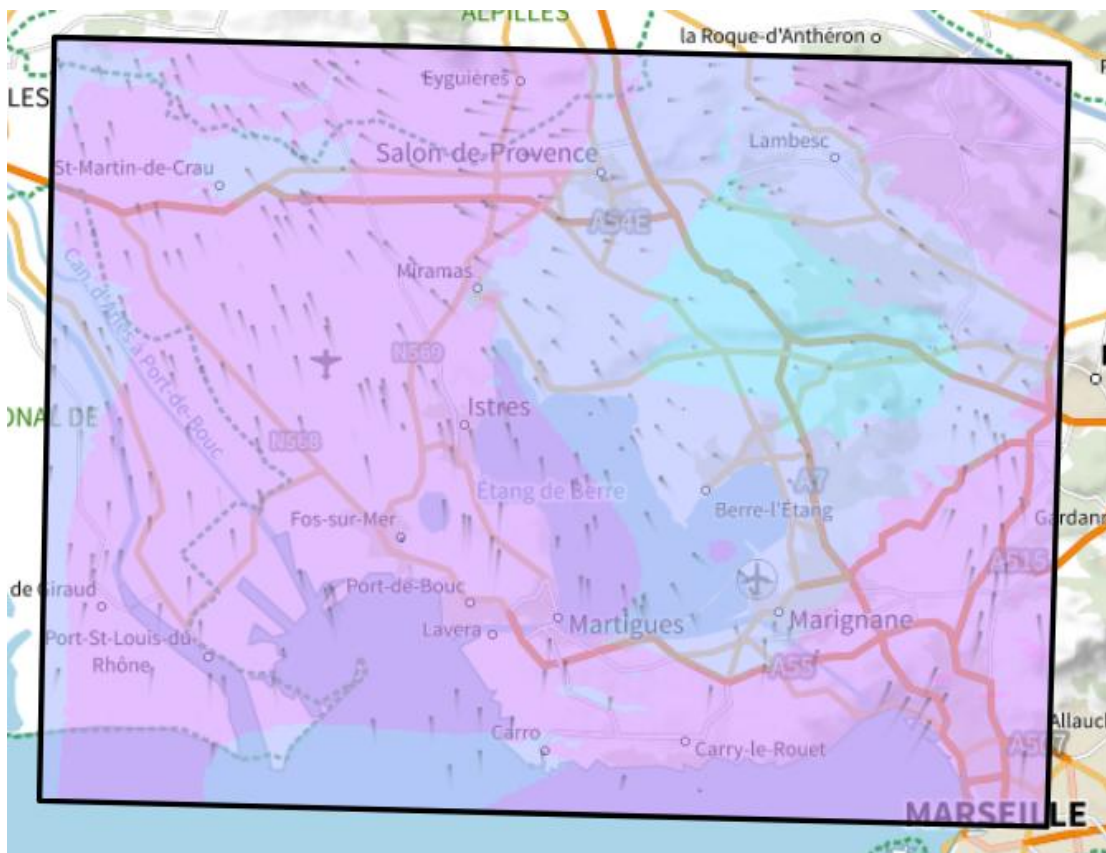 ALPILLES
la Roque-d'Anthéron
Eyguières
LES
Lambesc
Salon-de-Provence
St-Martin-de-Crau
A54E
Can. d'Arles à Port-de-Bouc
Miramas
N569
Istres
ONAL DE
N568
Étang de Berre
A7
Berre-l'Étang
Fos-sur-Mer
Gardann
A515
de Giraud
Port-de-Bouc
Lavera
Martigues
Marignane
Port-St-Louis-du-
Rhône
A55
Allauch
Carro
Carry-le-Rouet
MARSEILLE